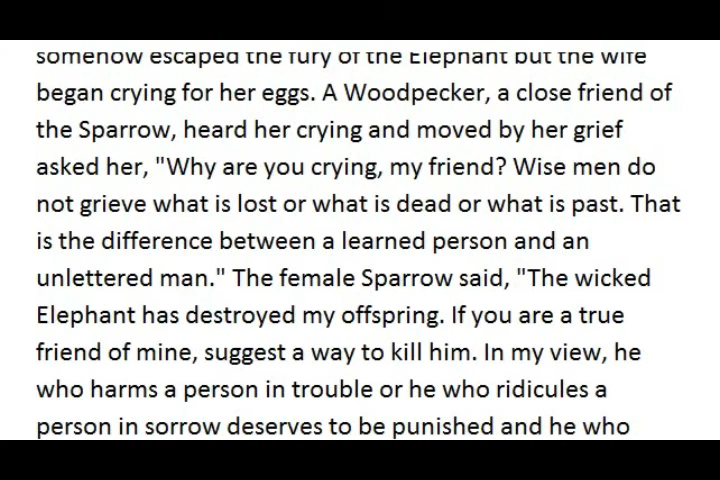 somehow escaped the fury of the Elephant but the wife
began crying for her eggs. A Woodpecker, a close friend of
the Sparrow, heard her crying and moved by her grief
asked her, "Why are you crying, my friend? Wise men do
not grieve what is lost or what is dead or what is past. That
is the difference between a learned person and an
unlettered man." The female Sparrow said, "The wicked
Elephant has destroyed my offspring. If you are a true
friend of mine, suggest a way to kill him. In my view, he
who harms a person in trouble or he who ridicules a
person in sorrow deserves to be punished and he who